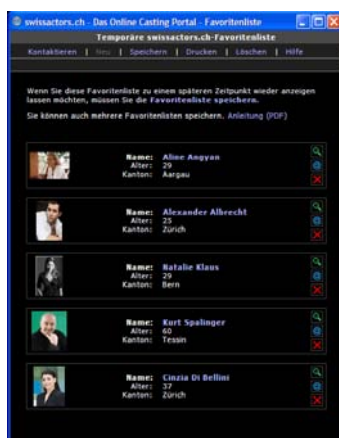 swissactors.ch - Das Online Casting Portal - Favoritenliste
Temporäre swissactors.ch-Favoritenliste
Kontaktieren | Neu | Speichern | Drucken | Löschen | Hilfe
Wenn Sie diese Favoritenliste zu einem späteren Zeitpunkt wieder anzeigen
lassen möchten, müssen Sie die Favoritenliste speichern.
Sie können auch mehrere Favoritenlisten speichern. Anleitung (PDF)
Name: Aline Angyan
Alter: 29
Kanton: Aargau
Name: Alexander Albrecht
Alter: 25
Kanton: Zürich
Name: Natalie Klaus
Alter: 29
Kanton: Bern
Name: Kurt Spalinger
Alter: 60
Kanton: Tessin
Name: Cinzia Di Bellini
Alter: 37
Kanton: Zürich